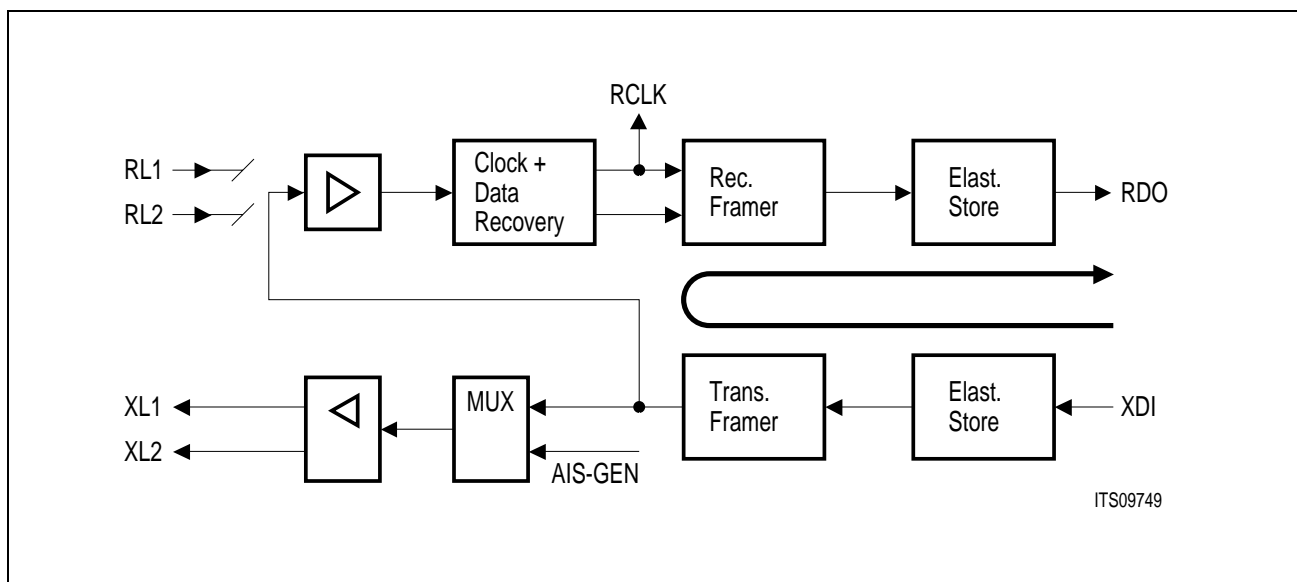 RCLK
RL1
RL2
Clock +
Data
Recovery
Rec.
Framer
Elast.
Store
RDO
XL1
XL2
MUX
AIS-GEN
Trans.
Framer
Elast.
Store
XDI
ITS09749